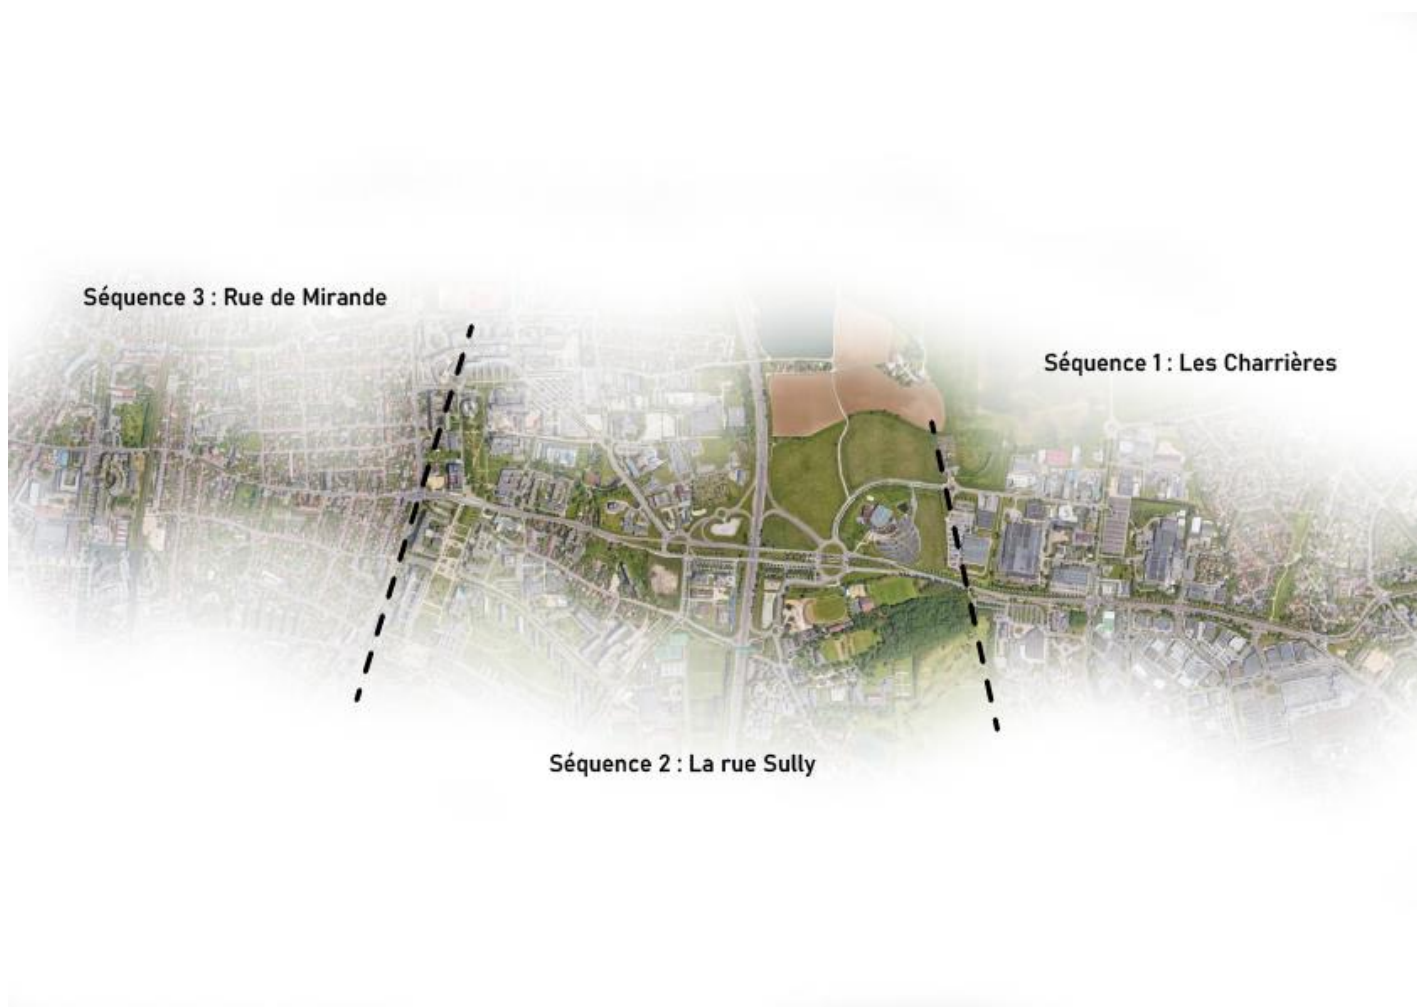 Séquence 3 : Rue de Mirande
Séquence 1 : Les Charrières
Séquence 2 : La rue Sully